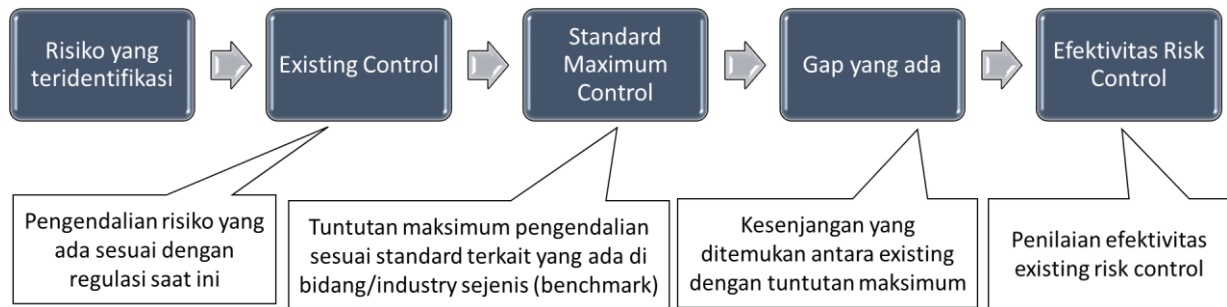 Risiko yang
teridentifikasi
Existing Control
Standard
Maximum
Control
Gap yang ada
Efektivitas Risk
Control
Pengendalian risiko yang
ada sesuai dengan
regulasi saat ini
Tuntutan maksimum pengendalian
sesuai standard terkait yang ada di
bidang/industry sejenis (benchmark)
Kesenjangan yang
ditemukan antara existing
dengan tuntutan maksimum
Penilaian efektivitas
existing risk control